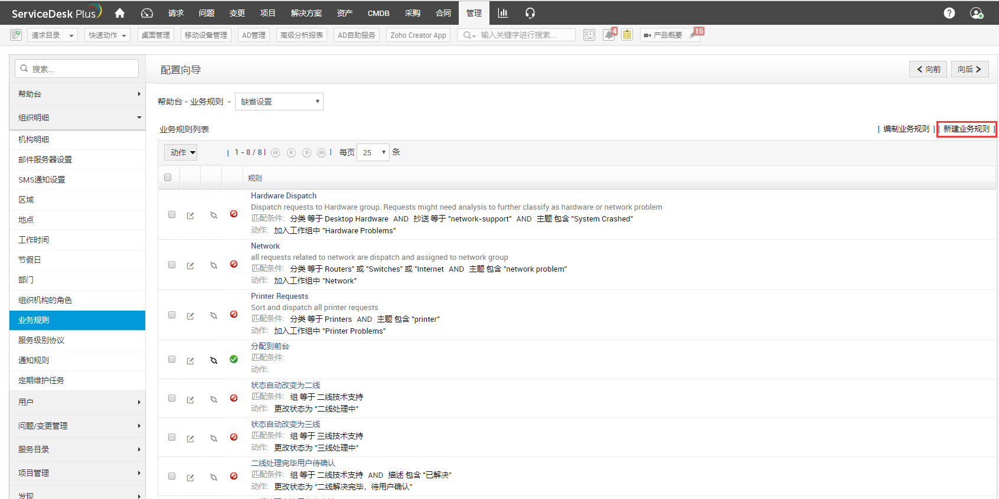 ServiceDesk Plus 请求 问题 变更 项目 解决方案 资产 CMDB 采购 合同 管理
请求目录 快速动作 桌面管理 移动设备管理 AD管理 高级分析报表 AD自助服务 Zoho Creator App 输入关键字进行搜索... 4 产品概要 15
搜索...
帮助台
组织明细
机构明细
邮件服务器设置
SMS通知设置
区域
地点
工作时间
节假日
部门
组织机构的角色
业务规则
服务级别协议
通知规则
定期维护任务
用户
问题/变更管理
服务目录
项目管理
发现
配置向导
向前 向后
帮助台 - 业务规则 - 缺省设置
业务规则列表 [ 编制业务规则 ] [ 新建业务规则 ]
动作 | 1 - 8 / 8 | | 每页 25 条
规则
Hardware Dispatch
Dispatch requests to Hardware group. Requests might need analysis to further classify as hardware or network problem
匹配条件: 分类 等于 Desktop Hardware AND 抄送 等于 "network-support" AND 主题 包含 "System Crashed"
动作: 加入工作组中 "Hardware Problems"
Network
all requests related to network are dispatch and assigned to network group
匹配条件: 分类 等于 Routers" 或 "Switches" 或 "Internet AND 主题 包含 "network problem"
动作: 加入工作组中 "Network"
Printer Requests
Sort and dispatch all printer requests
匹配条件: 分类 等于 Printers AND 主题 包含 "printer"
动作: 加入工作组中 "Printer Problems"
分配到前台
匹配条件:
动作:
状态自动改变为二线
匹配条件: 组 等于 二线技术支持
动作: 更改状态为 "二线处理中"
状态自动改变为三线
匹配条件: 组 等于 三线技术支持
动作: 更改状态为 "三线处理中"
二线处理完毕用户待确认
匹配条件: 组 等于 二线技术支持 AND 描述 包含 "已解决"
动作: 更改状态为 "二线解决完毕，待用户确认"